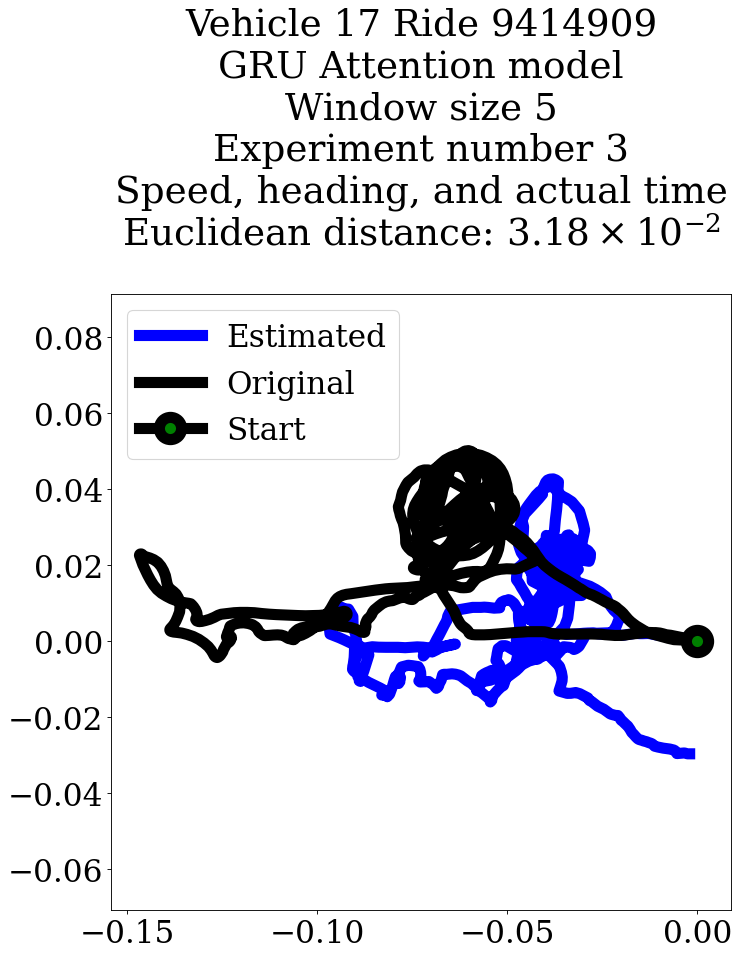 Vehicle 17 Ride 9414909
GRU Attention model
Window size 5
Experiment number 3
Speed, heading, and actual time
Euclidean distance: 3.18 × 10⁻²
Estimated
Original
Start
0.08
0.06
0.04
0.02
0.00
−0.02
−0.04
−0.06
−0.15
−0.10
−0.05
0.00